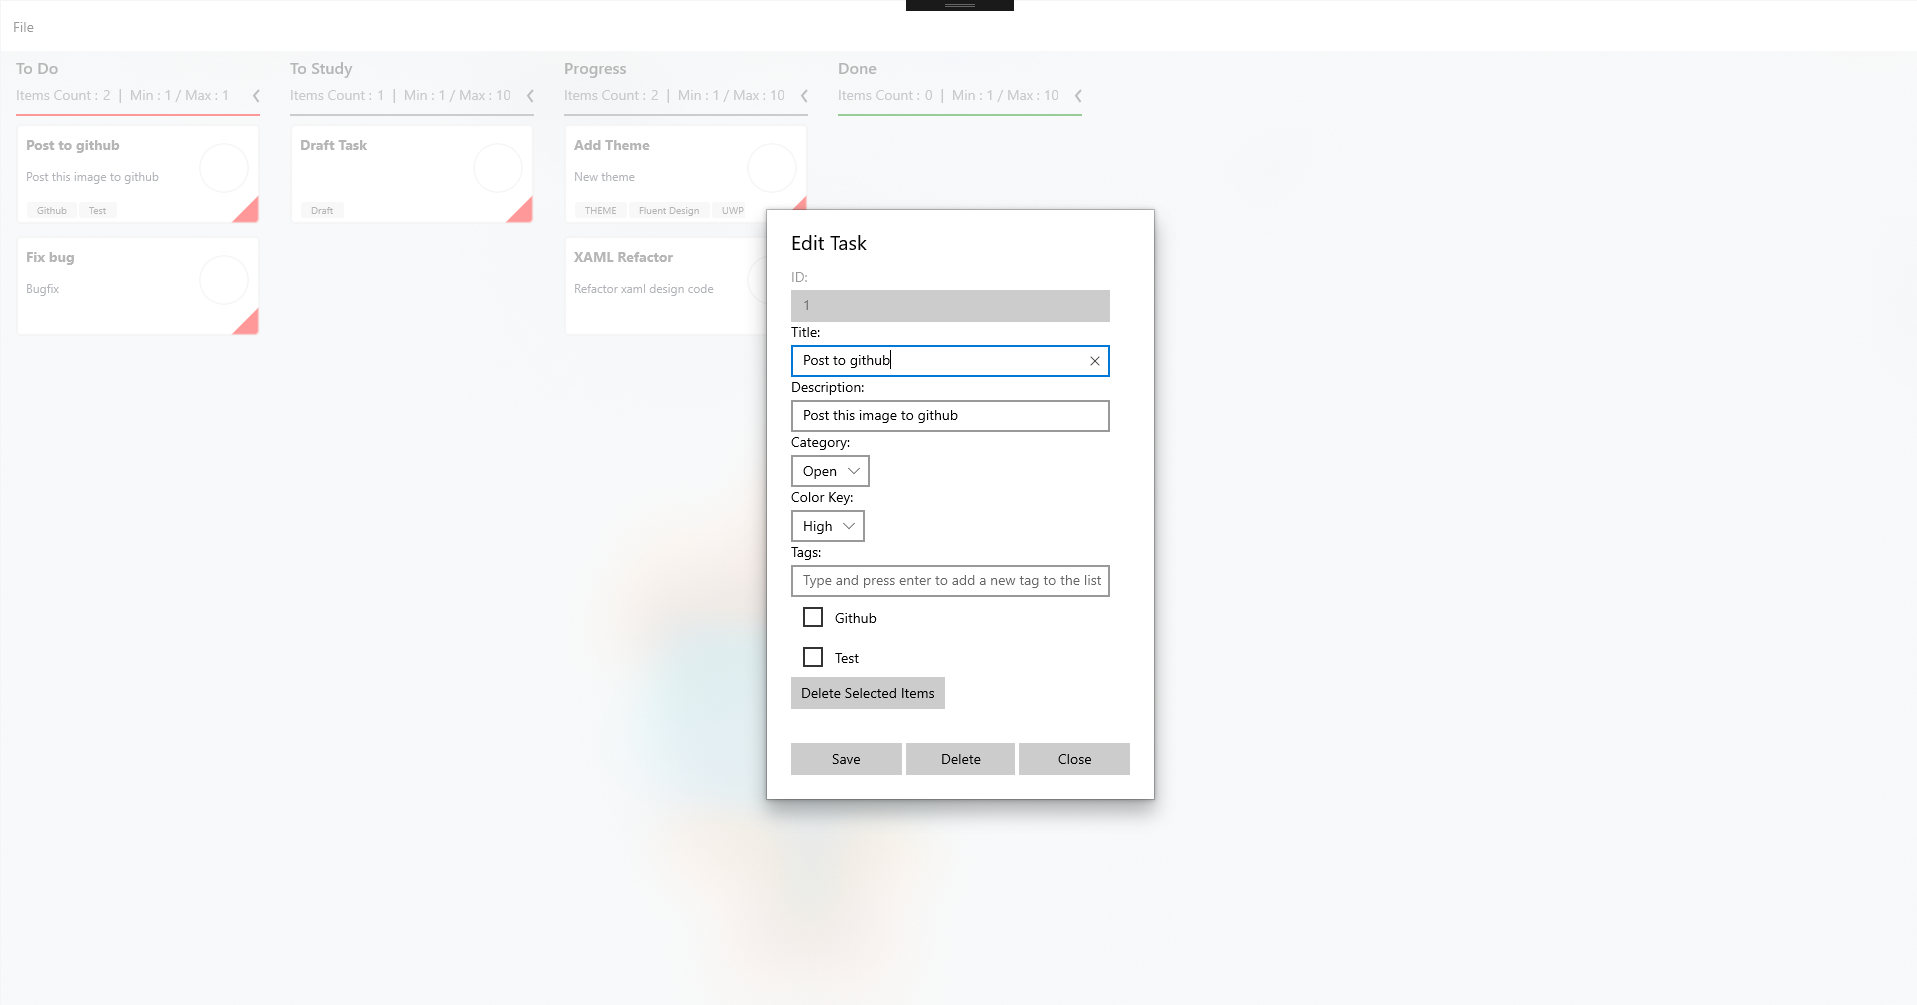 File
To Do
Items Count : 2 | Min : 1 / Max : 1
Post to github
Post this image to github
Github Test
Fix bug
Bugfix
To Study
Items Count : 1 | Min : 1 / Max : 10
Draft Task
Draft
Progress
Items Count : 2 | Min : 1 / Max : 10
Add Theme
New theme
THEME Fluent Design UWP
XAML Refactor
Refactor xaml design code
Done
Items Count : 0 | Min : 1 / Max : 10
Edit Task
ID:
1
Title:
Post to github
Description:
Post this image to github
Category:
Open
Color Key:
High
Tags:
Type and press enter to add a new tag to the list
Github
Test
Delete Selected Items
Save Delete Close